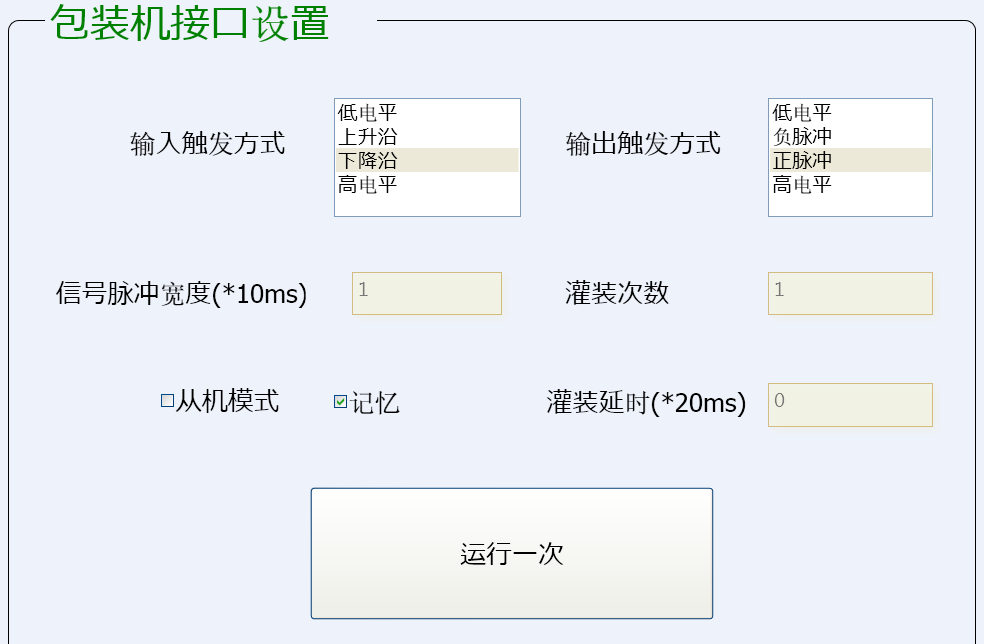 包装机接口设置
输入触发方式
低电平
上升沿
下降沿
高电平
输出触发方式
低电平
负脉冲
正脉冲
高电平
信号脉冲宽度(*10ms)
1
灌装次数
1
从机模式
记忆
灌装延时(*20ms)
0
运行一次